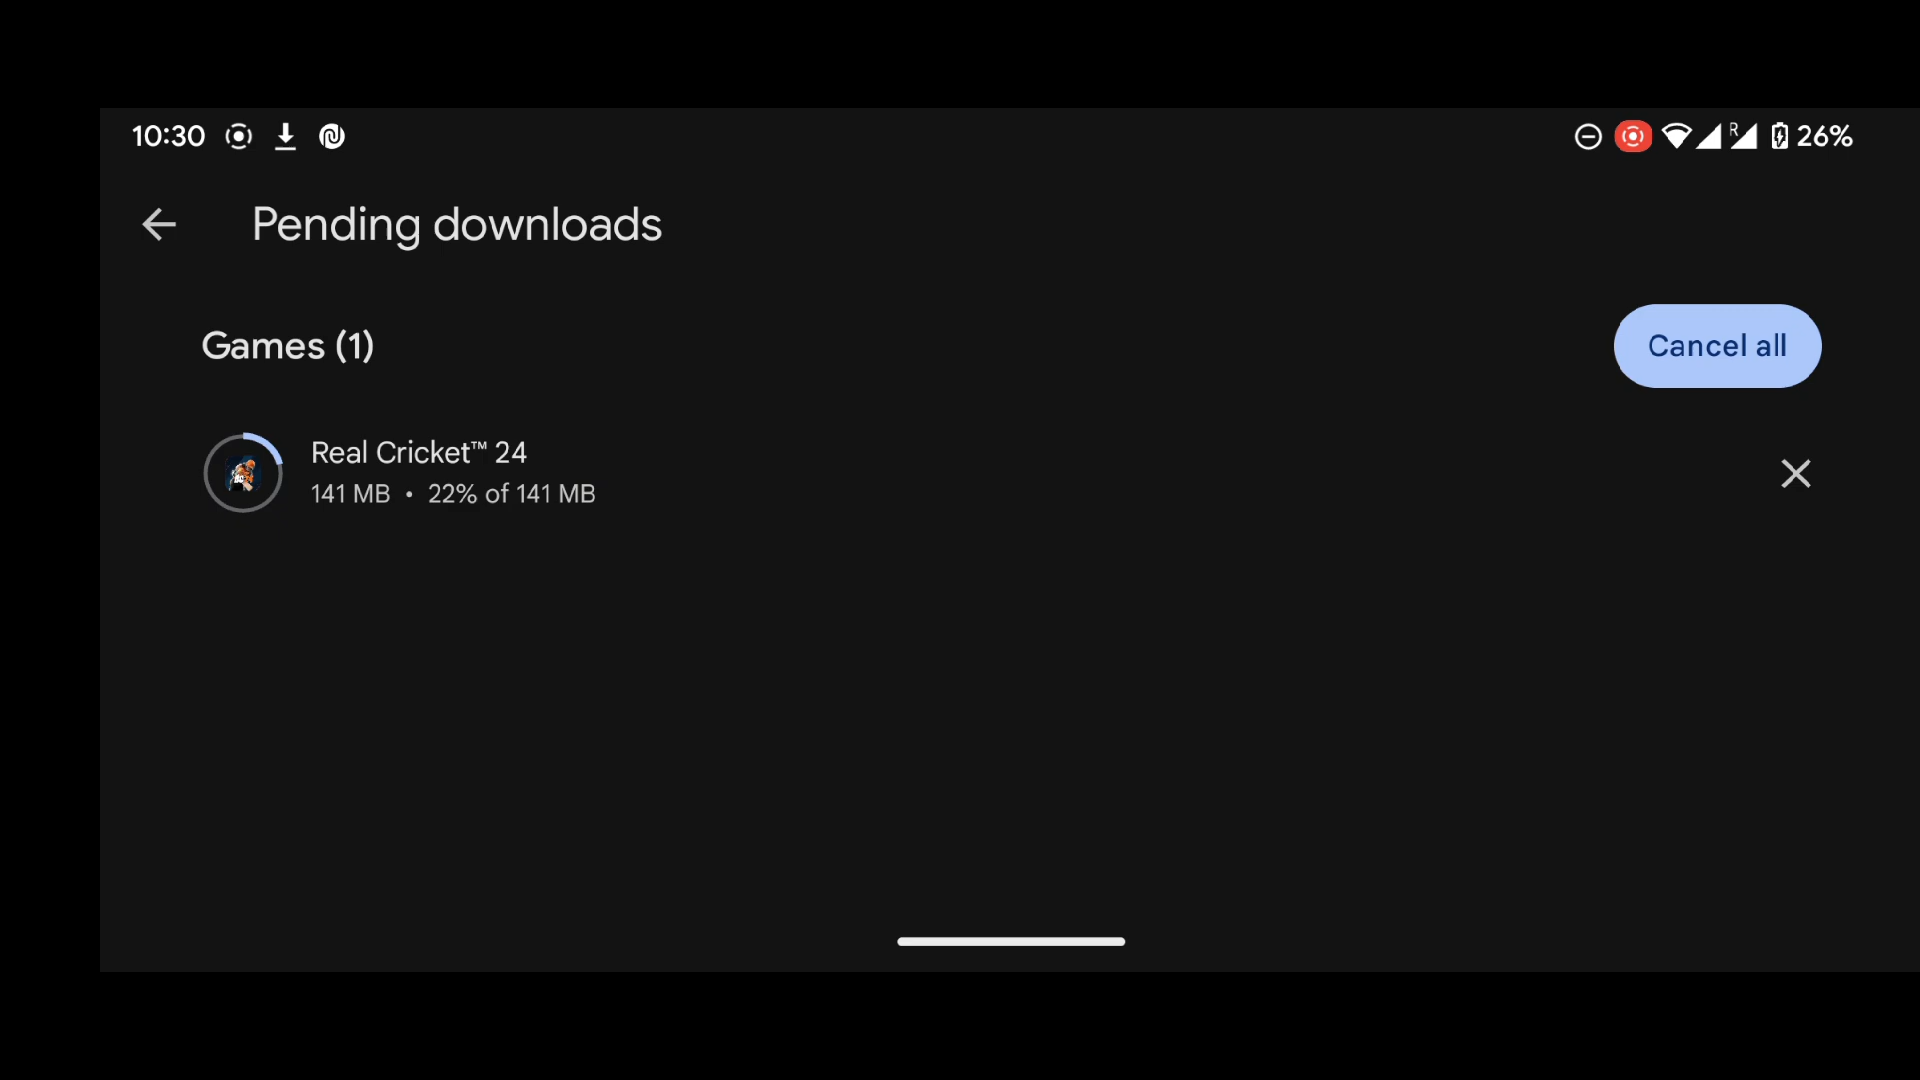 10:30
R
26%
Pending downloads
Games (1)
Cancel all
Real Cricket™ 24
141 MB • 22% of 141 MB